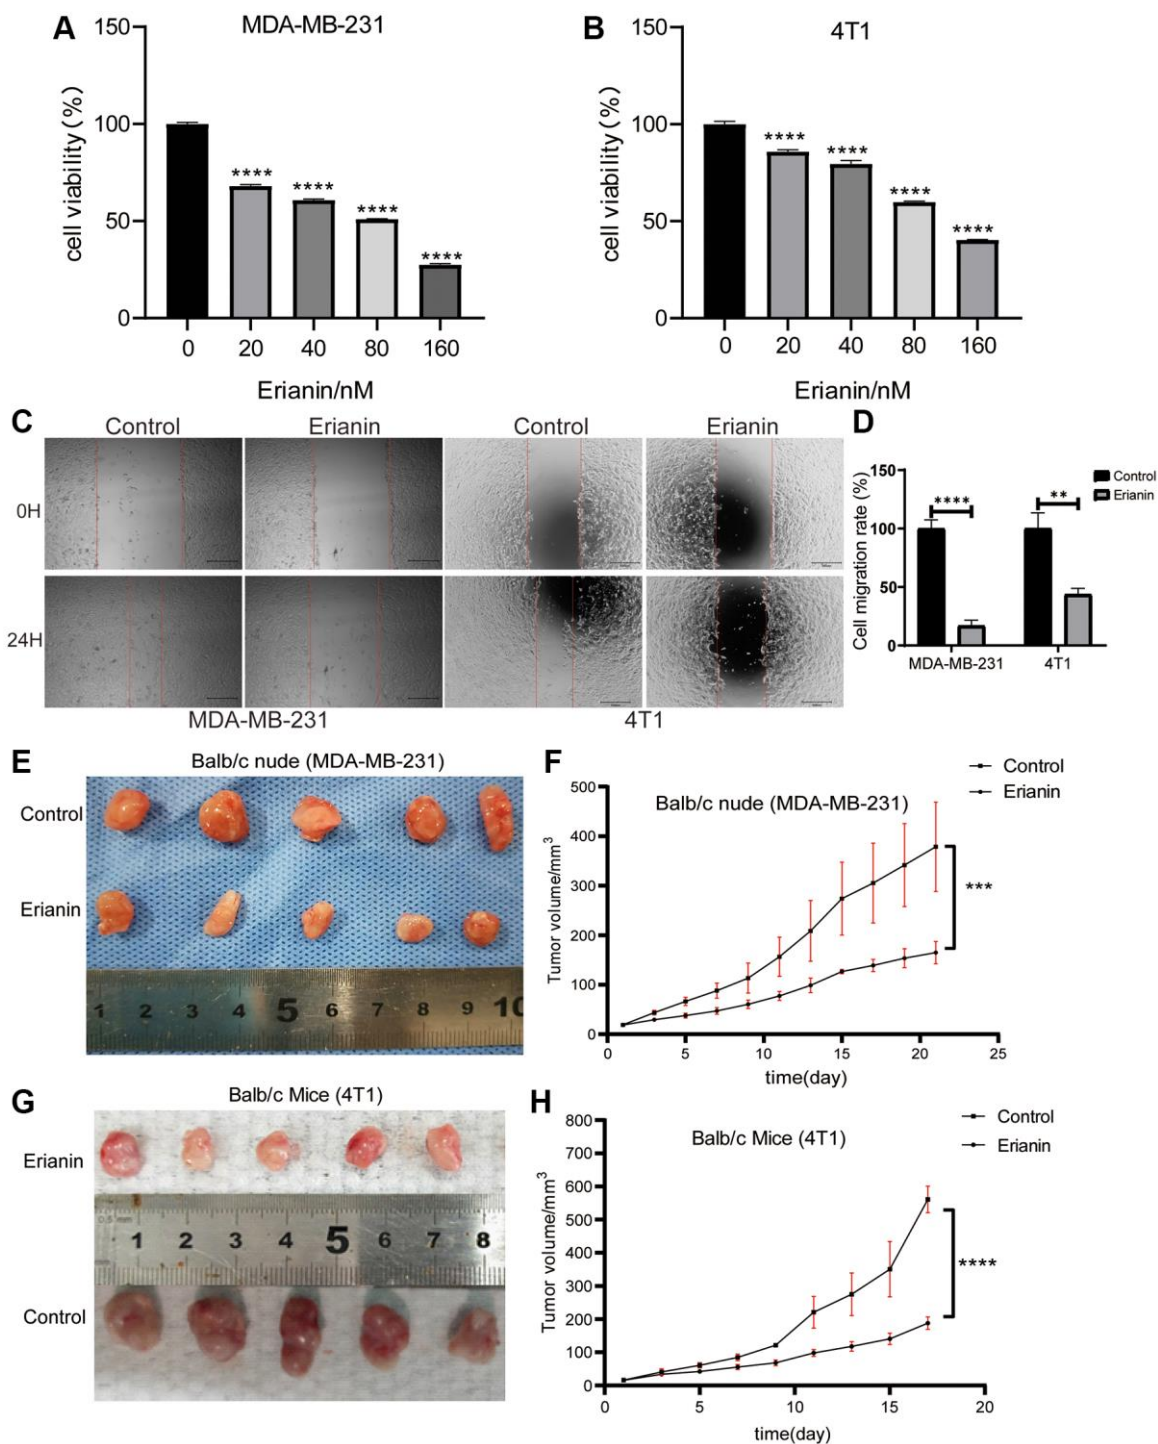 A
MDA-MB-231
cell viability (%)
150
100
50
0
****
****
****
****
0 20 40 80 160
Erianin/nM
B
4T1
cell viability (%)
150
100
50
0
****
****
****
****
0 20 40 80 160
Erianin/nM
C
Control Erianin Control Erianin
0H
24H
MDA-MB-231 4T1
D
Cell migration rate (%)
150
100
50
0
Control
Erianin
****
**
MDA-MB-231 4T1
E
Balb/c nude (MDA-MB-231)
Control
Erianin
1 2 3 4 5 6 7 8 9 10
F
Control
Erianin
Balb/c nude (MDA-MB-231)
Tumor volume/mm³
500
400
300
200
100
0
***
0 5 10 15 20 25
time(day)
G
Balb/c Mice (4T1)
Erianin
0.5 mm
1 2 3 4 5 6 7 8
Control
H
Control
Erianin
Balb/c Mice (4T1)
Tumor volume/mm³
800
700
600
500
400
300
200
100
0
****
0 5 10 15 20
time(day)